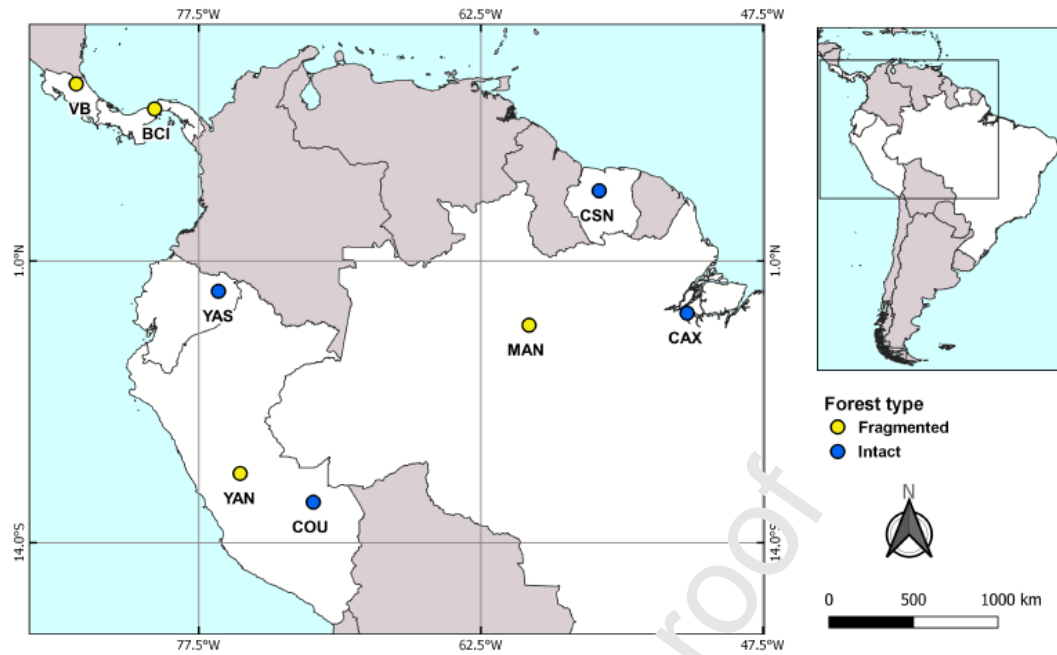 77.5°W 62.5°W 47.5°W
VB
BCI
CSN
1.0°N 1.0°N
YAS
MAN
CAX
YAN
COU
14.0°S 14.0°S
77.5°W 62.5°W 47.5°W
Forest type
Fragmented
Intact
N
0 500 1000 km
roof